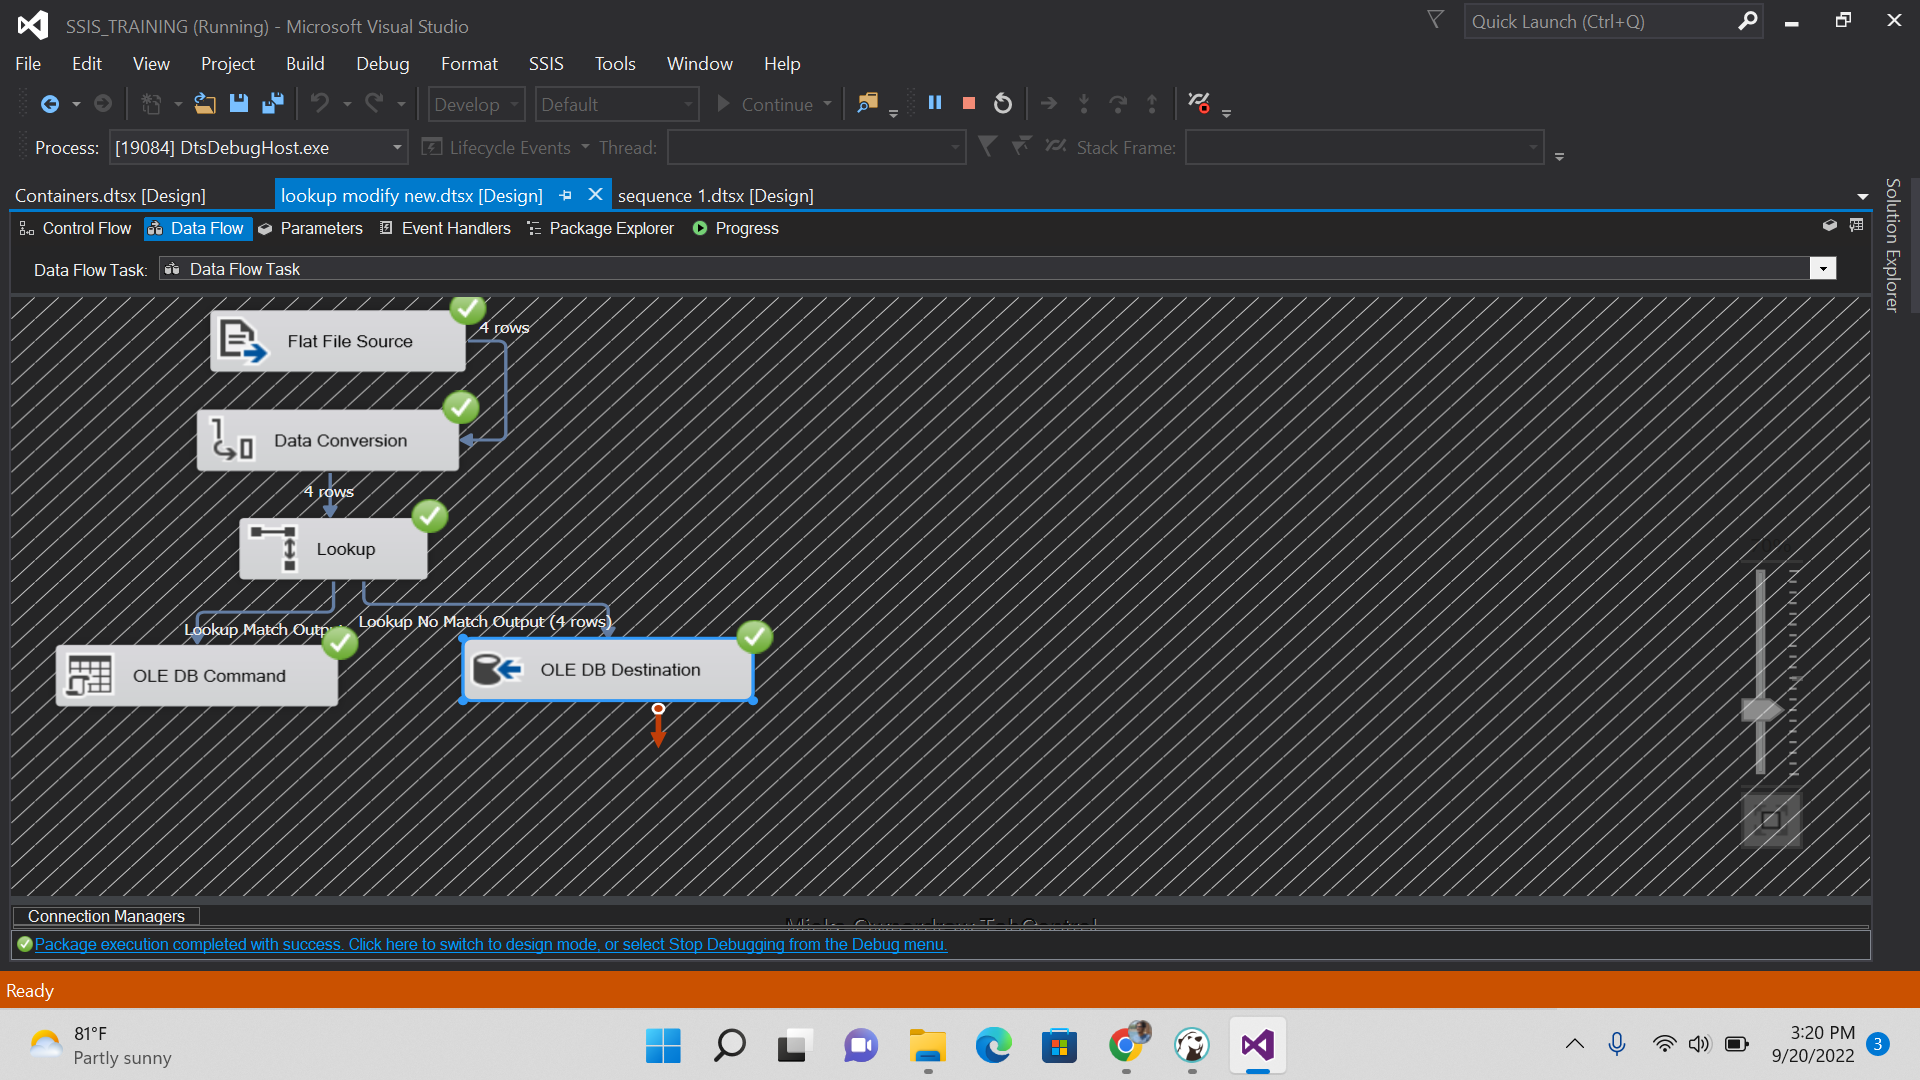 SSIS_TRAINING (Running) - Microsoft Visual Studio
Quick Launch (Ctrl+Q)
File Edit View Project Build Debug Format SSIS Tools Window Help
Develop Default Continue
Process: [19084] DtsDebugHost.exe Lifecycle Events Thread: Stack Frame:
Containers.dtsx [Design] lookup modify new.dtsx [Design] sequence 1.dtsx [Design]
Solution Explorer
Control Flow Data Flow Parameters Event Handlers Package Explorer Progress
Data Flow Task: Data Flow Task
4 rows
Flat File Source
Data Conversion
4 rows
Lookup
Lookup No Match Output (4 rows)
Lookup Match
OLE DB Destination
OLE DB Command
Connection Managers
Package execution completed with success. Click here to switch to design mode, or select Stop Debugging from the Debug menu.
Ready
81°F
Partly sunny
3:20 PM
9/20/2022
3